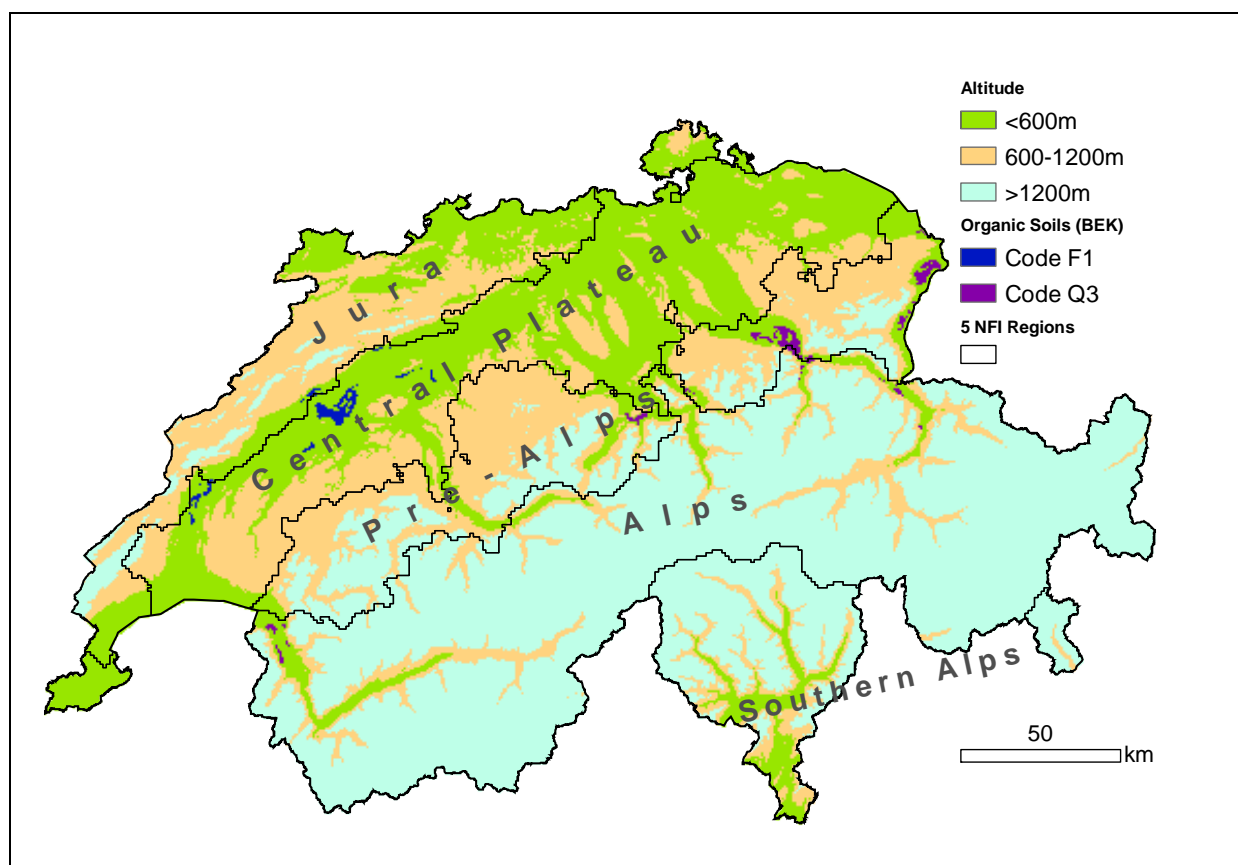 Altitude
<600m
600-1200m
>1200m
Organic Soils (BEK)
Code F1
Code Q3
5 NFI Regions
Jura
Central Plateau
Pre-Alps
Alps
Southern Alps
50
km